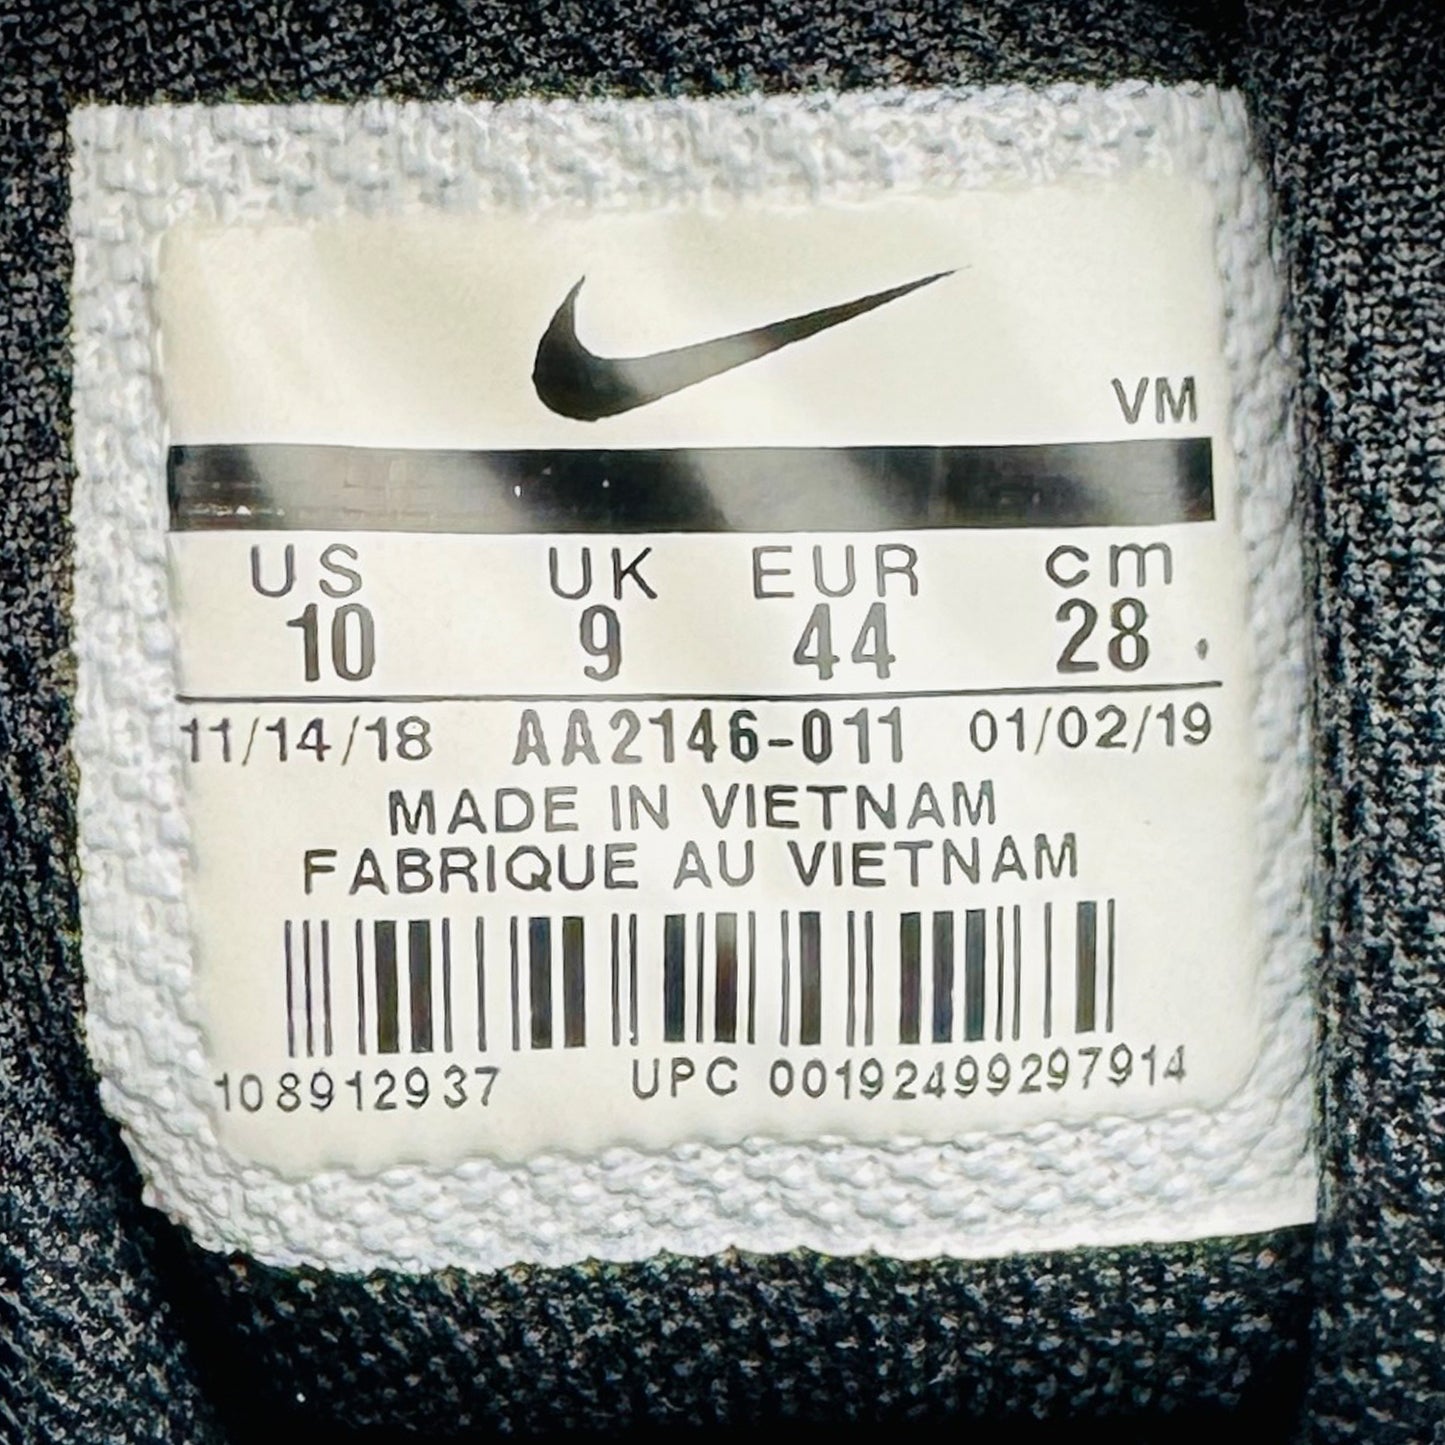 VM
US UK EUR cm
10 9 44 28
11/14/18 AA2146-011 01/02/19
MADE IN VIETNAM
FABRIQUE AU VIETNAM
108912937 UPC 00192499297914